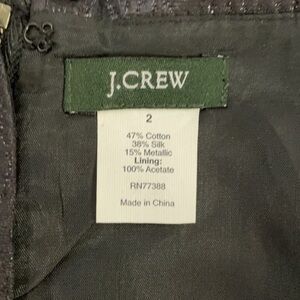 J.CREW
2
47% Cotton
38% Silk
15% Metallic
Lining:
100% Acetate
RN77388
Made in China